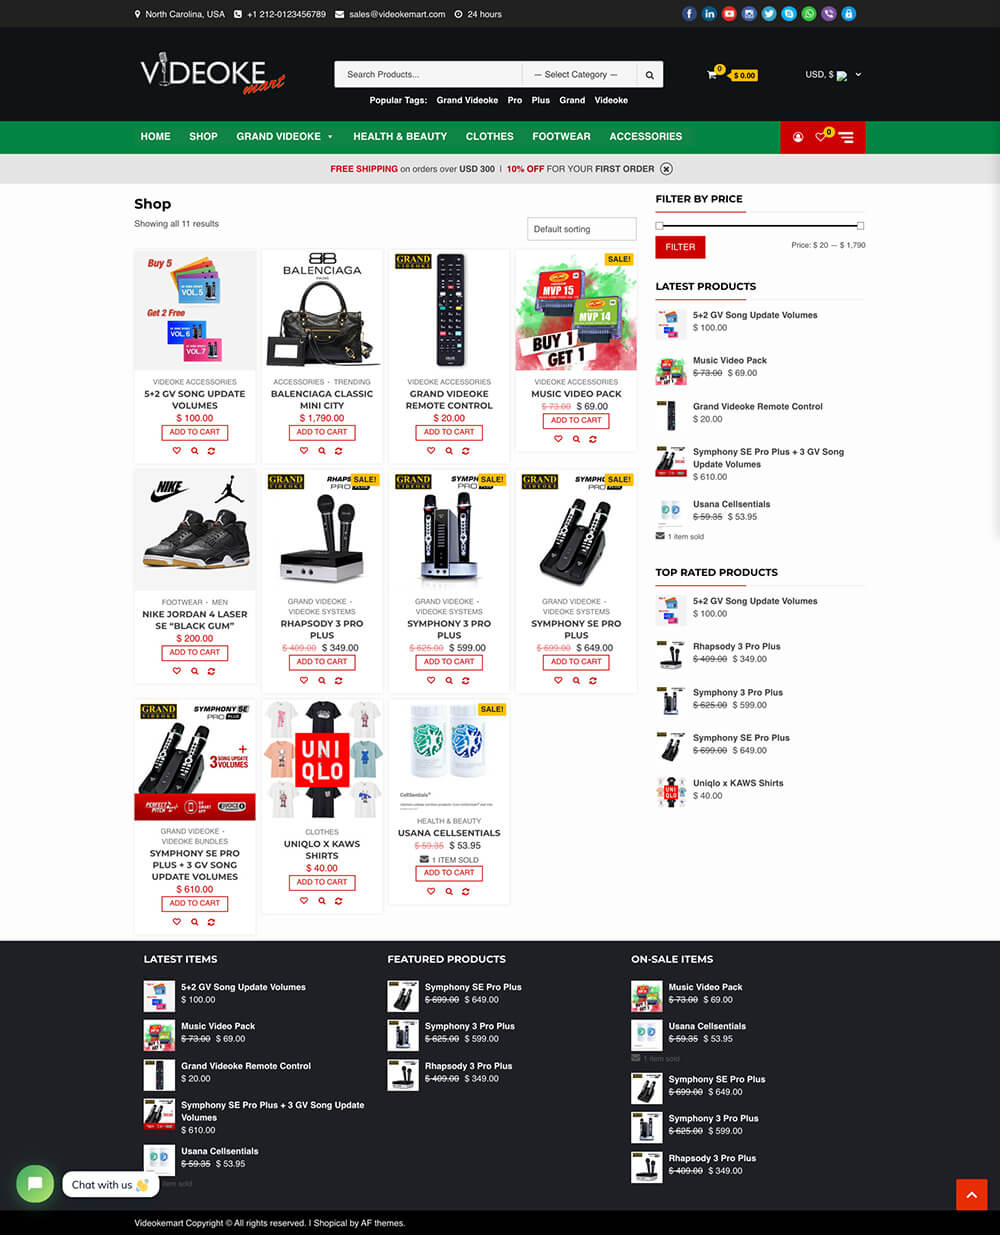 North Carolina, USA +1 212-0123456789 sales@videokemart.com 24 hours
VIDEOKE
mart
Search Products... — Select Category —
0 $ 0.00
USD, $
Popular Tags: Grand Videoke Pro Plus Grand Videoke
HOME SHOP GRAND VIDEOKE HEALTH & BEAUTY CLOTHES FOOTWEAR ACCESSORIES
0
FREE SHIPPING on orders over USD 300 | 10% OFF FOR YOUR FIRST ORDER
Shop
Showing all 11 results
Default sorting
Buy 5
VOL.5
Get 2 Free
VOL.6
VOL.7
VIDEOKE ACCESSORIES
5+2 GV SONG UPDATE
VOLUMES
$ 100.00
ADD TO CART
BALENCIAGA
ACCESSORIES - TRENDING
BALENCIAGA CLASSIC
MINI CITY
$ 1,790.00
ADD TO CART
GRAND
VIDEOKE
VIDEOKE ACCESSORIES
GRAND VIDEOKE
REMOTE CONTROL
$ 20.00
ADD TO CART
SALE!
MVP 15
MVP 14
BUY 1
GET 1
VIDEOKE ACCESSORIES
MUSIC VIDEO PACK
$ 73.00 $ 69.00
ADD TO CART
NIKE
FOOTWEAR - MEN
NIKE JORDAN 4 LASER
SE “BLACK GUM”
$ 200.00
ADD TO CART
GRAND
VIDEOKE
RHAPS
PRO PLUS
SALE!
GRAND VIDEOKE -
VIDEOKE SYSTEMS
RHAPSODY 3 PRO
PLUS
$ 409.00 $ 349.00
ADD TO CART
GRAND
VIDEOKE
SYMPH
PRO PLUS
SALE!
GRAND VIDEOKE -
VIDEOKE SYSTEMS
SYMPHONY 3 PRO
PLUS
$ 625.00 $ 599.00
ADD TO CART
GRAND
VIDEOKE
SYMPHON
PRO PLUS
SALE!
GRAND VIDEOKE -
VIDEOKE SYSTEMS
SYMPHONY SE PRO
PLUS
$ 699.00 $ 649.00
ADD TO CART
GRAND
VIDEOKE
SYMPHONY SE
PRO PLUS
+
3 SONG UPDATE
VOLUMES
PERFECT
PITCH
GRAND VIDEOKE -
VIDEOKE BUNDLES
SYMPHONY SE PRO
PLUS + 3 GV SONG
UPDATE VOLUMES
$ 610.00
ADD TO CART
UNI
QLO
CLOTHES
UNIQLO X KAWS
SHIRTS
$ 40.00
ADD TO CART
SALE!
CellSentials
HEALTH & BEAUTY
USANA CELLSENTIALS
$ 59.35 $ 53.95
1 ITEM SOLD
ADD TO CART
FILTER BY PRICE
FILTER
Price: $ 20 — $ 1,790
LATEST PRODUCTS
5+2 GV Song Update Volumes
$ 100.00
Music Video Pack
$ 73.00 $ 69.00
Grand Videoke Remote Control
$ 20.00
Symphony SE Pro Plus + 3 GV Song
Update Volumes
$ 610.00
Usana Cellsentials
$ 59.35 $ 53.95
1 item sold
TOP RATED PRODUCTS
5+2 GV Song Update Volumes
$ 100.00
Rhapsody 3 Pro Plus
$ 409.00 $ 349.00
Symphony 3 Pro Plus
$ 625.00 $ 599.00
Symphony SE Pro Plus
$ 699.00 $ 649.00
Uniqlo x KAWS Shirts
$ 40.00
LATEST ITEMS
5+2 GV Song Update Volumes
$ 100.00
Music Video Pack
$ 73.00 $ 69.00
Grand Videoke Remote Control
$ 20.00
Symphony SE Pro Plus + 3 GV Song Update
Volumes
$ 610.00
Usana Cellsentials
$ 59.35 $ 53.95
item sold
FEATURED PRODUCTS
Symphony SE Pro Plus
$ 699.00 $ 649.00
Symphony 3 Pro Plus
$ 625.00 $ 599.00
Rhapsody 3 Pro Plus
$ 409.00 $ 349.00
ON-SALE ITEMS
Music Video Pack
$ 73.00 $ 69.00
Usana Cellsentials
$ 59.35 $ 53.95
1 item sold
Symphony SE Pro Plus
$ 699.00 $ 649.00
Symphony 3 Pro Plus
$ 625.00 $ 599.00
Rhapsody 3 Pro Plus
$ 409.00 $ 349.00
Chat with us 👋
Videokemart Copyright © All rights reserved. | Shopical by AF themes.